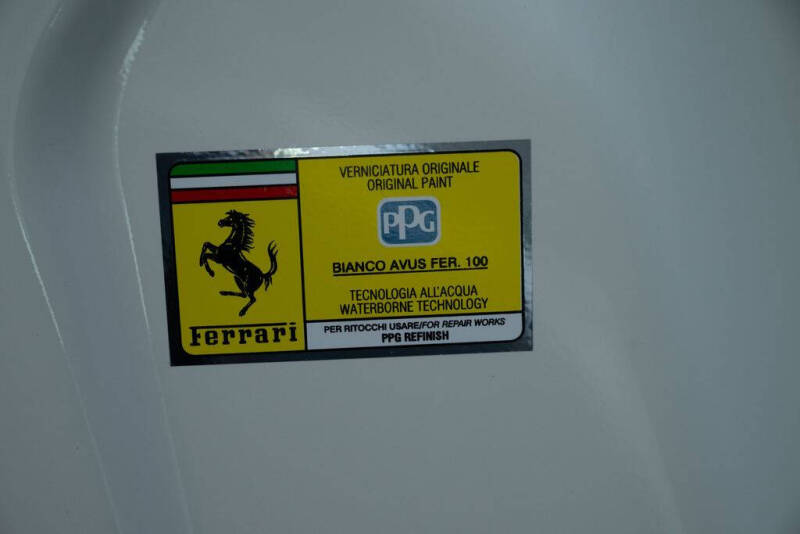 Ferrari
VERNICIATURA ORIGINALE
ORIGINAL PAINT
PPG
BIANCO AVUS FER. 100
TECNOLOGIA ALL'ACQUA
WATERBORNE TECHNOLOGY
PER RITOCCHI USARE/FOR REPAIR WORKS
PPG REFINISH